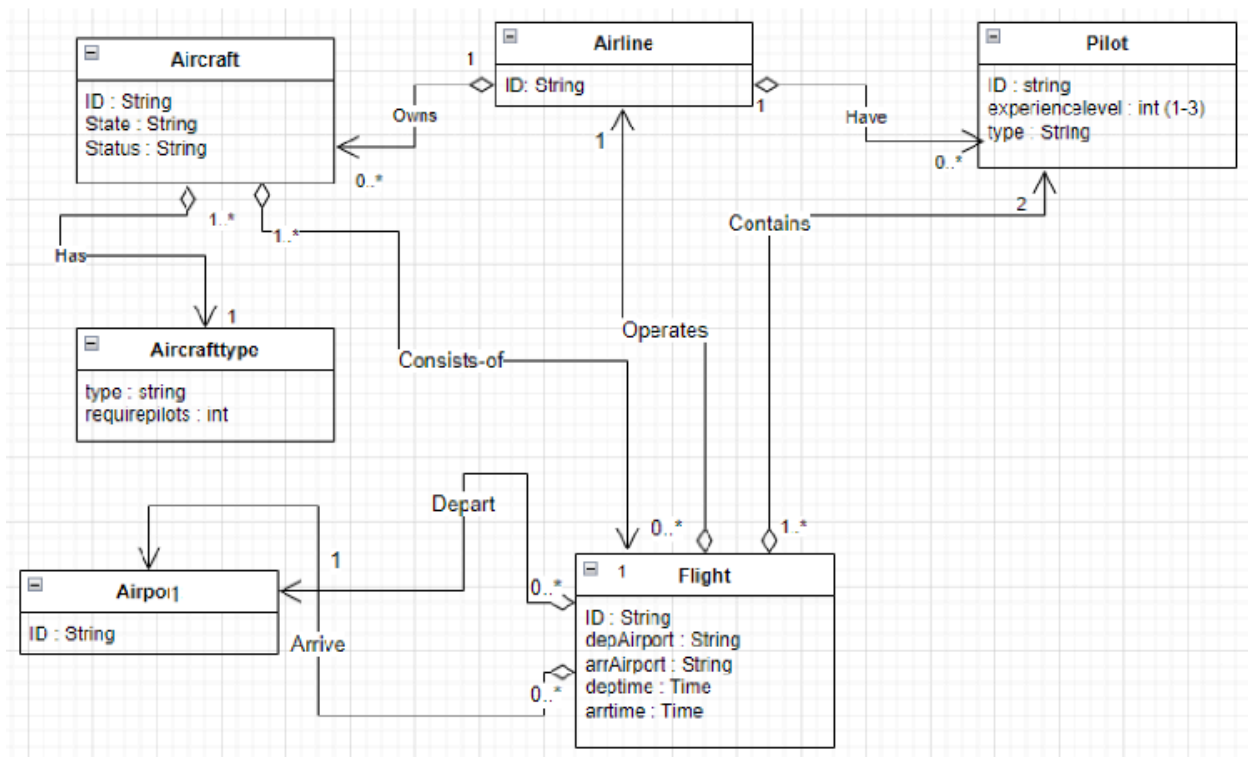 Aircraft
ID : String
State : String
Status : String
Airline
ID: String
Pilot
ID : string
experiencelevel : int (1-3)
type : String
1
Owns
0..*
1
Have
0..*
1
2
Contains
1..*
1..*
Has
1
Aircrafttype
type : string
requirepilots : int
Operates
Consists-of
Depart
0..*
1..*
1
Airport
1
ID : String
Arrive
0..*
0..*
1
Flight
ID : String
depAirport : String
arrAirport : String
deptime : Time
arrtime : Time